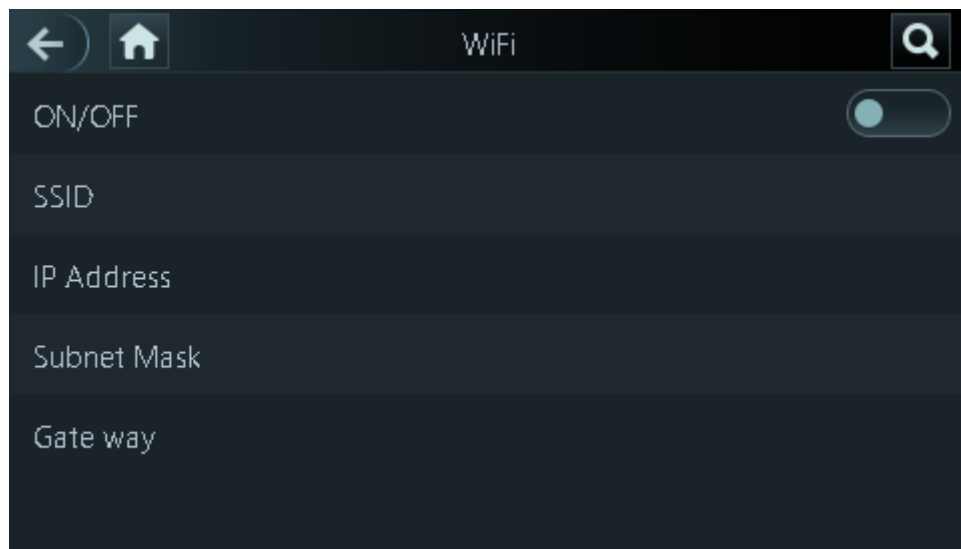 WiFi
ON/OFF
SSID
IP Address
Subnet Mask
Gate way